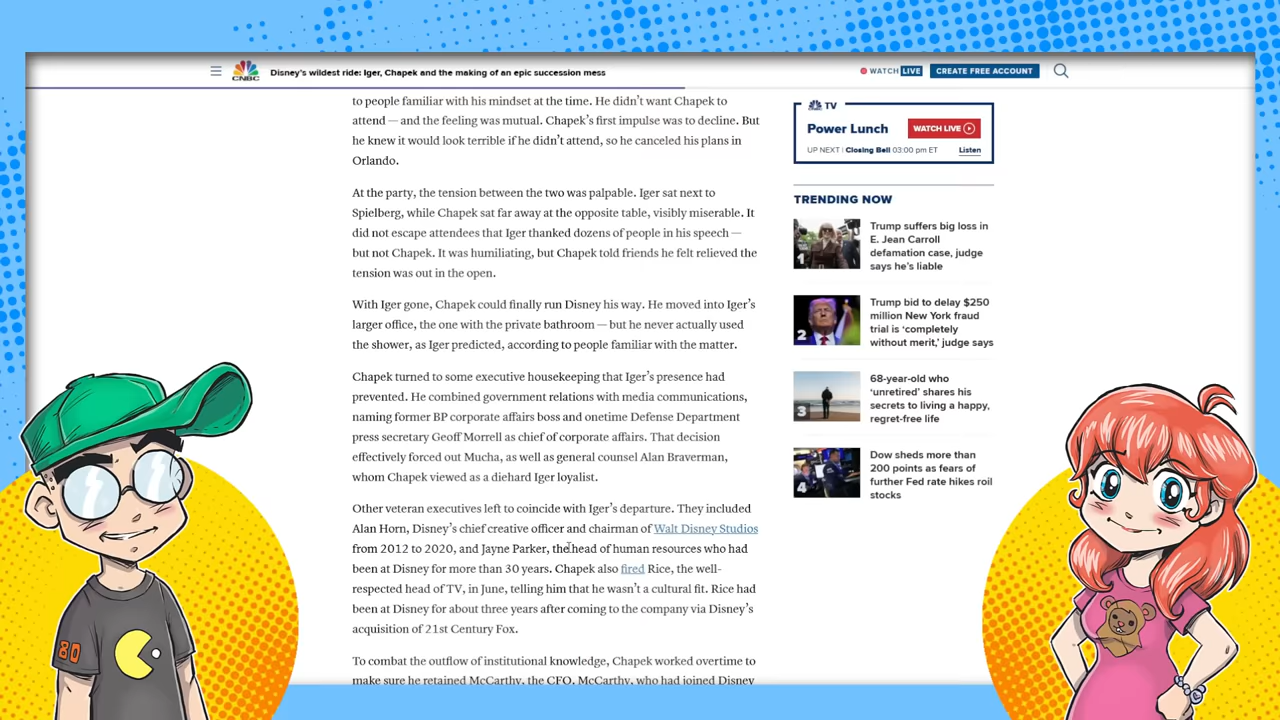 CNBC
Disney's wildest ride: Iger, Chapek and the making of an epic succession mess
WATCH LIVE
CREATE FREE ACCOUNT
to people familiar with his mindset at the time. He didn't want Chapek to
attend — and the feeling was mutual. Chapek's first impulse was to decline. But
he knew it would look terrible if he didn't attend, so he canceled his plans in
Orlando.
At the party, the tension between the two was palpable. Iger sat next to
Spielberg, while Chapek sat far away at the opposite table, visibly miserable. It
did not escape attendees that Iger thanked dozens of people in his speech —
but not Chapek. It was humiliating, but Chapek told friends he felt relieved the
tension was out in the open.
With Iger gone, Chapek could finally run Disney his way. He moved into Iger's
larger office, the one with the private bathroom — but he never actually used
the shower, as Iger predicted, according to people familiar with the matter.
Chapek turned to some executive housekeeping that Iger's presence had
prevented. He combined government relations with media communications,
naming former BP corporate affairs boss and onetime Defense Department
press secretary Geoff Morrell as chief of corporate affairs. That decision
effectively forced out Mucha, as well as general counsel Alan Braverman,
whom Chapek viewed as a diehard Iger loyalist.
Other veteran executives left to coincide with Iger's departure. They included
Alan Horn, Disney's chief creative officer and chairman of Walt Disney Studios
from 2012 to 2020, and Jayne Parker, the head of human resources who had
been at Disney for more than 30 years. Chapek also fired Rice, the well-
respected head of TV, in June, telling him that he wasn't a cultural fit. Rice had
been at Disney for about three years after coming to the company via Disney's
acquisition of 21st Century Fox.
To combat the outflow of institutional knowledge, Chapek worked overtime to
make sure he retained McCarthy, the CFO. McCarthy, who had joined Disney
TV
Power Lunch
WATCH LIVE
UP NEXT | Closing Bell 03:00 pm ET
Listen
TRENDING NOW
1
Trump suffers big loss in
E. Jean Carroll
defamation case, judge
says he's liable
2
Trump bid to delay $250
million New York fraud
trial is 'completely
without merit,' judge says
3
68-year-old who
'unretired' shares his
secrets to living a happy,
regret-free life
4
Dow sheds more than
200 points as fears of
further Fed rate hikes roil
stocks
80